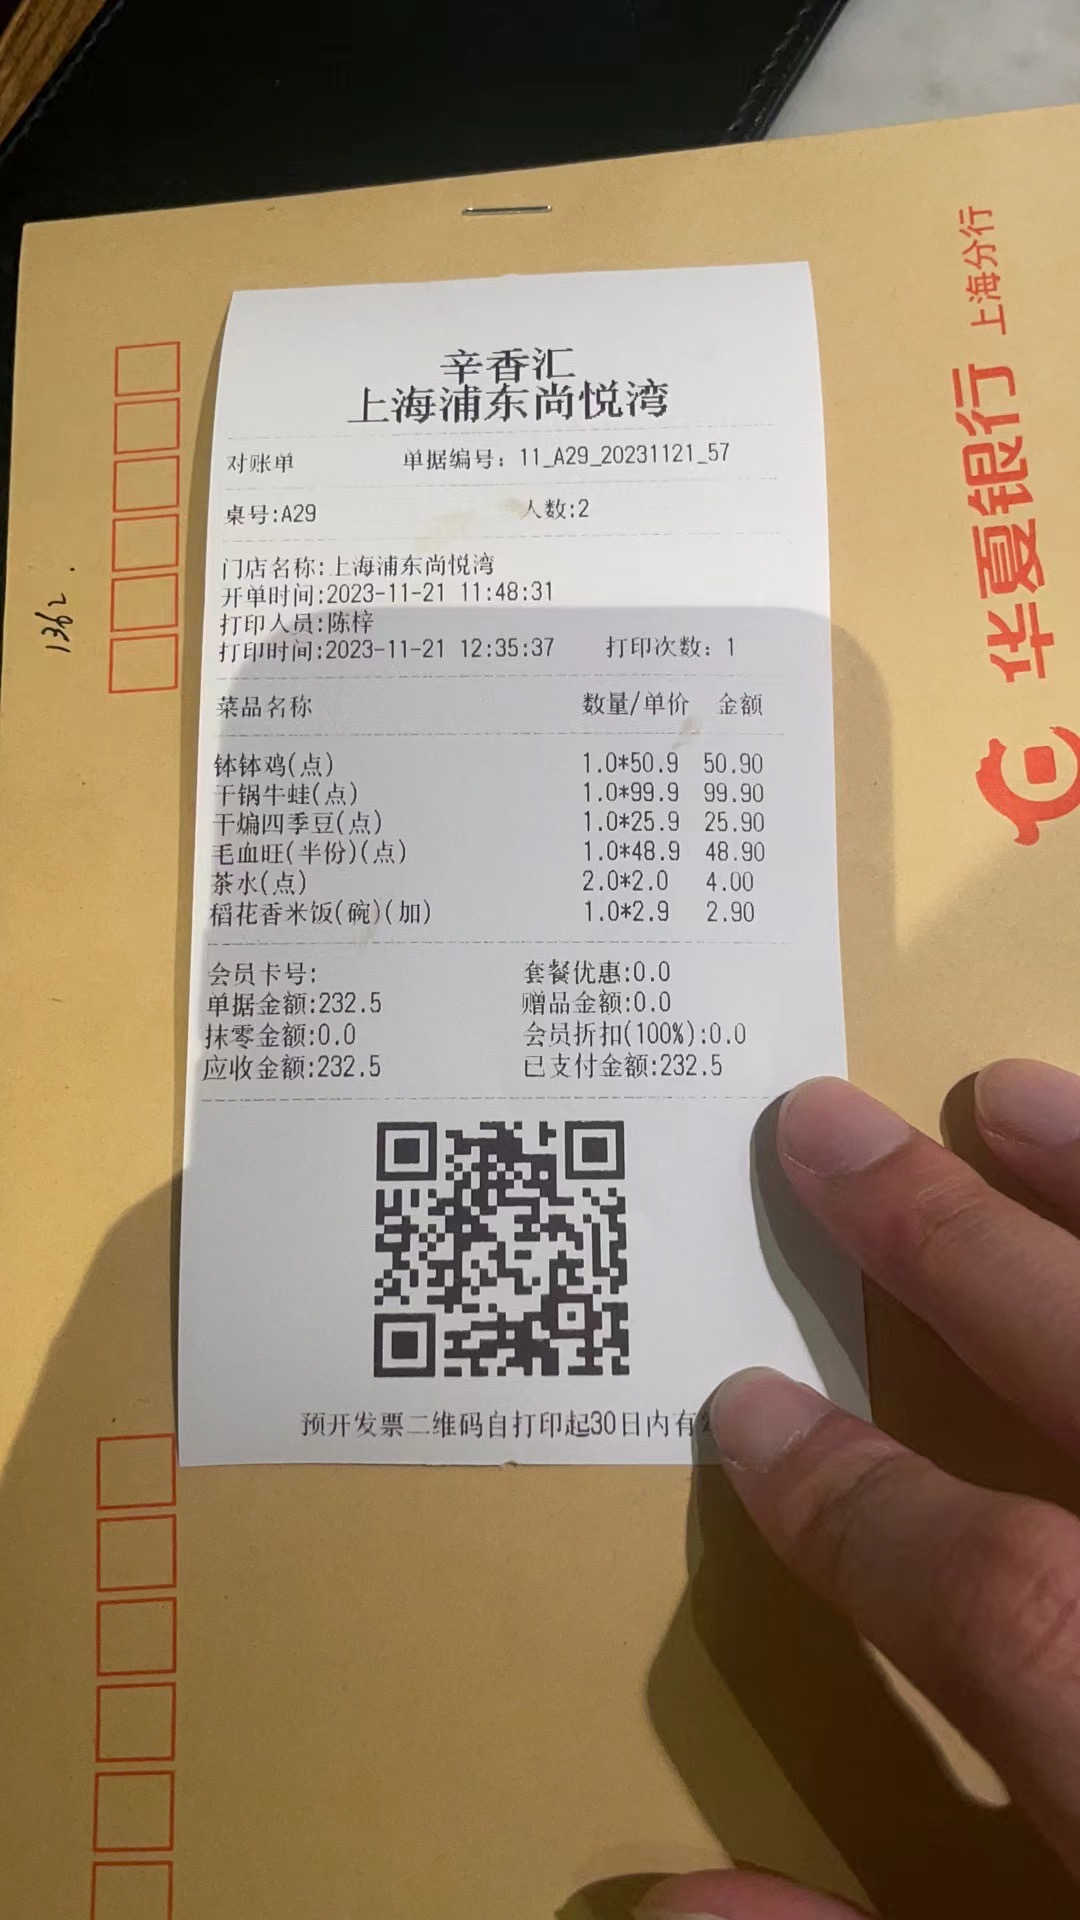 辛香汇
上海浦东尚悦湾
对账单 单据编号：11_A29_20231121_57
桌号:A29 人数:2
门店名称:上海浦东尚悦湾
开单时间:2023-11-21 11:48:31
打印人员:陈梓
打印时间:2023-11-21 12:35:37 打印次数：1
菜品名称 数量/单价 金额
钵钵鸡(点) 1.0*50.9 50.90
干锅牛蛙(点) 1.0*99.9 99.90
干煸四季豆(点) 1.0*25.9 25.90
毛血旺(半份)(点) 1.0*48.9 48.90
茶水(点) 2.0*2.0 4.00
稻花香米饭(碗)(加) 1.0*2.9 2.90
会员卡号: 套餐优惠:0.0
单据金额:232.5 赠品金额:0.0
抹零金额:0.0 会员折扣(100%):0.0
应收金额:232.5 已支付金额:232.5
预开发票二维码自打印起30日内有
华夏银行 上海分行
1362.